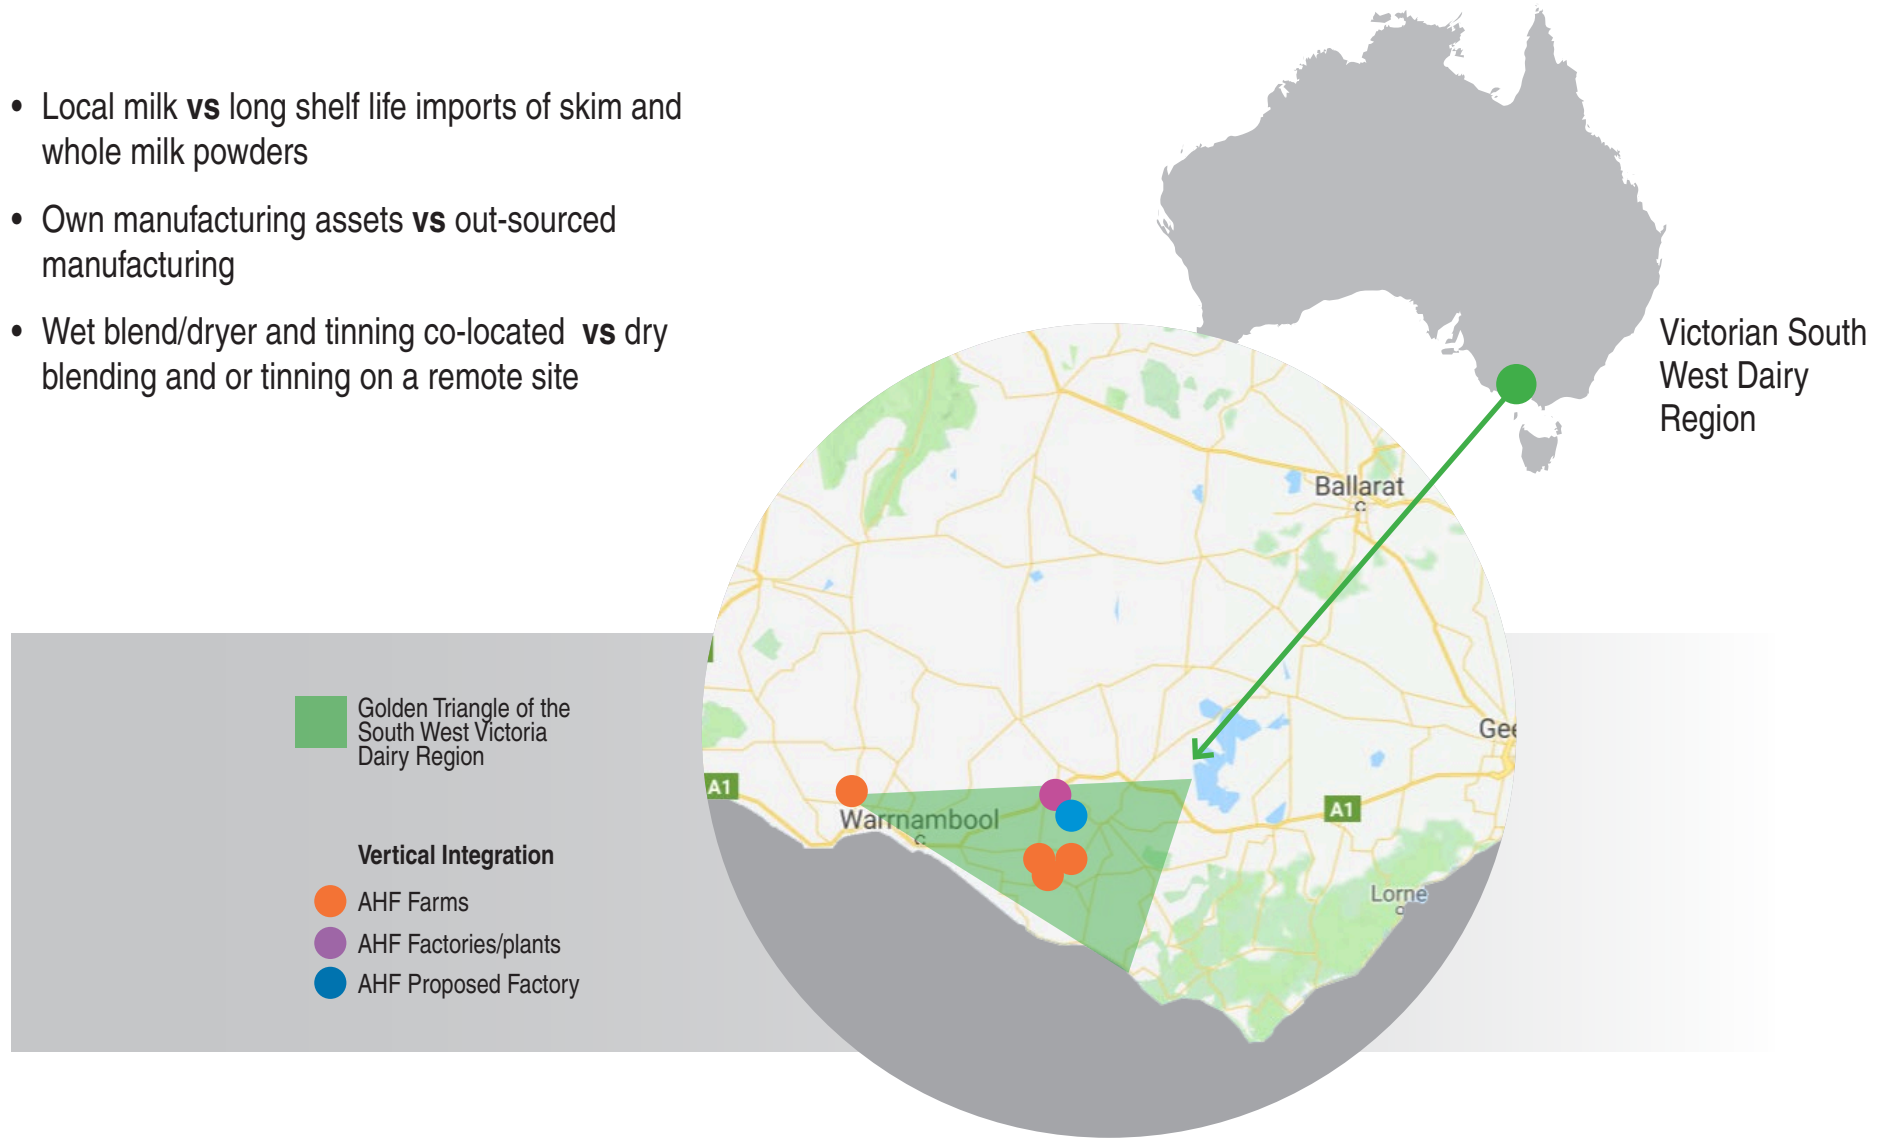 • Local milk vs long shelf life imports of skim and
whole milk powders
• Own manufacturing assets vs out-sourced
manufacturing
• Wet blend/dryer and tinning co-located vs dry
blending and or tinning on a remote site
Victorian South
West Dairy
Region
Ballarat
Golden Triangle of the
South West Victoria
Dairy Region
Gee
A1
Warrnambool
A1
Lorne
Vertical Integration
AHF Farms
AHF Factories/plants
AHF Proposed Factory